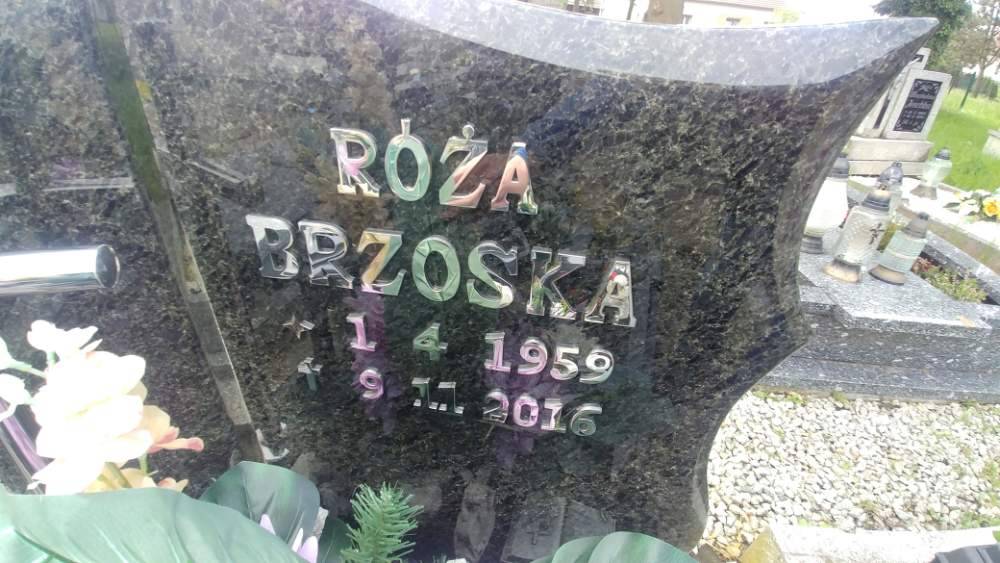 RÓŻA
BRZOSKA
* 1 4 1959
† 9 11 2016